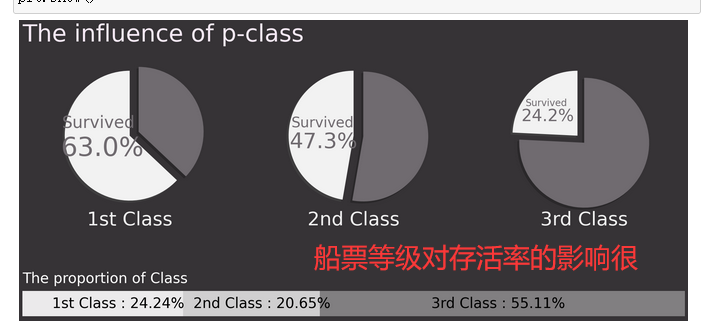 The influence of p-class
Survived
63.0%
Survived
47.3%
Survived
24.2%
1st Class
2nd Class
3rd Class
船票等级对存活率的影响很
The proportion of Class
1st Class : 24.24%
2nd Class : 20.65%
3rd Class : 55.11%